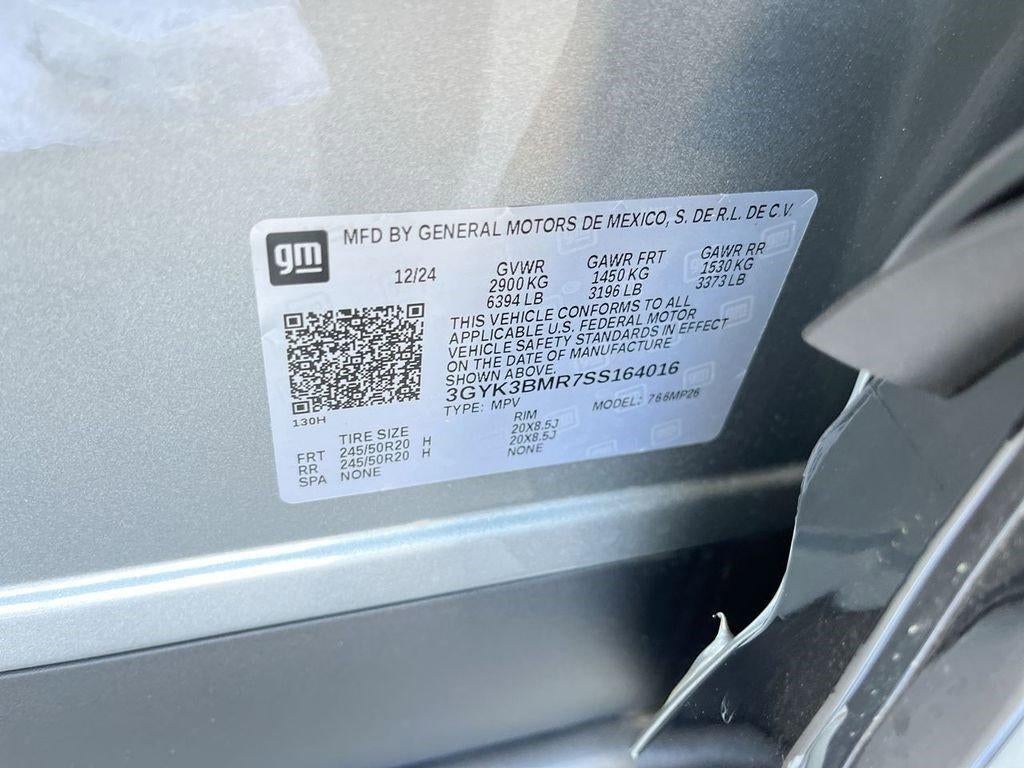 gm
MFD BY GENERAL MOTORS DE MEXICO, S. DE R.L. DE C.V.
12/24 GVWR GAWR FRT GAWR RR
2900 KG 1450 KG 1530 KG
6394 LB 3196 LB 3373 LB
THIS VEHICLE CONFORMS TO ALL
APPLICABLE U.S. FEDERAL MOTOR
VEHICLE SAFETY STANDARDS IN EFFECT
ON THE DATE OF MANUFACTURE
SHOWN ABOVE.
3GYK3BMR7SS164016
TYPE: MPV MODEL: 766MP26
130H
TIRE SIZE RIM
FRT 245/50R20 H 20X8.5J
RR 245/50R20 H 20X8.5J
SPA NONE NONE